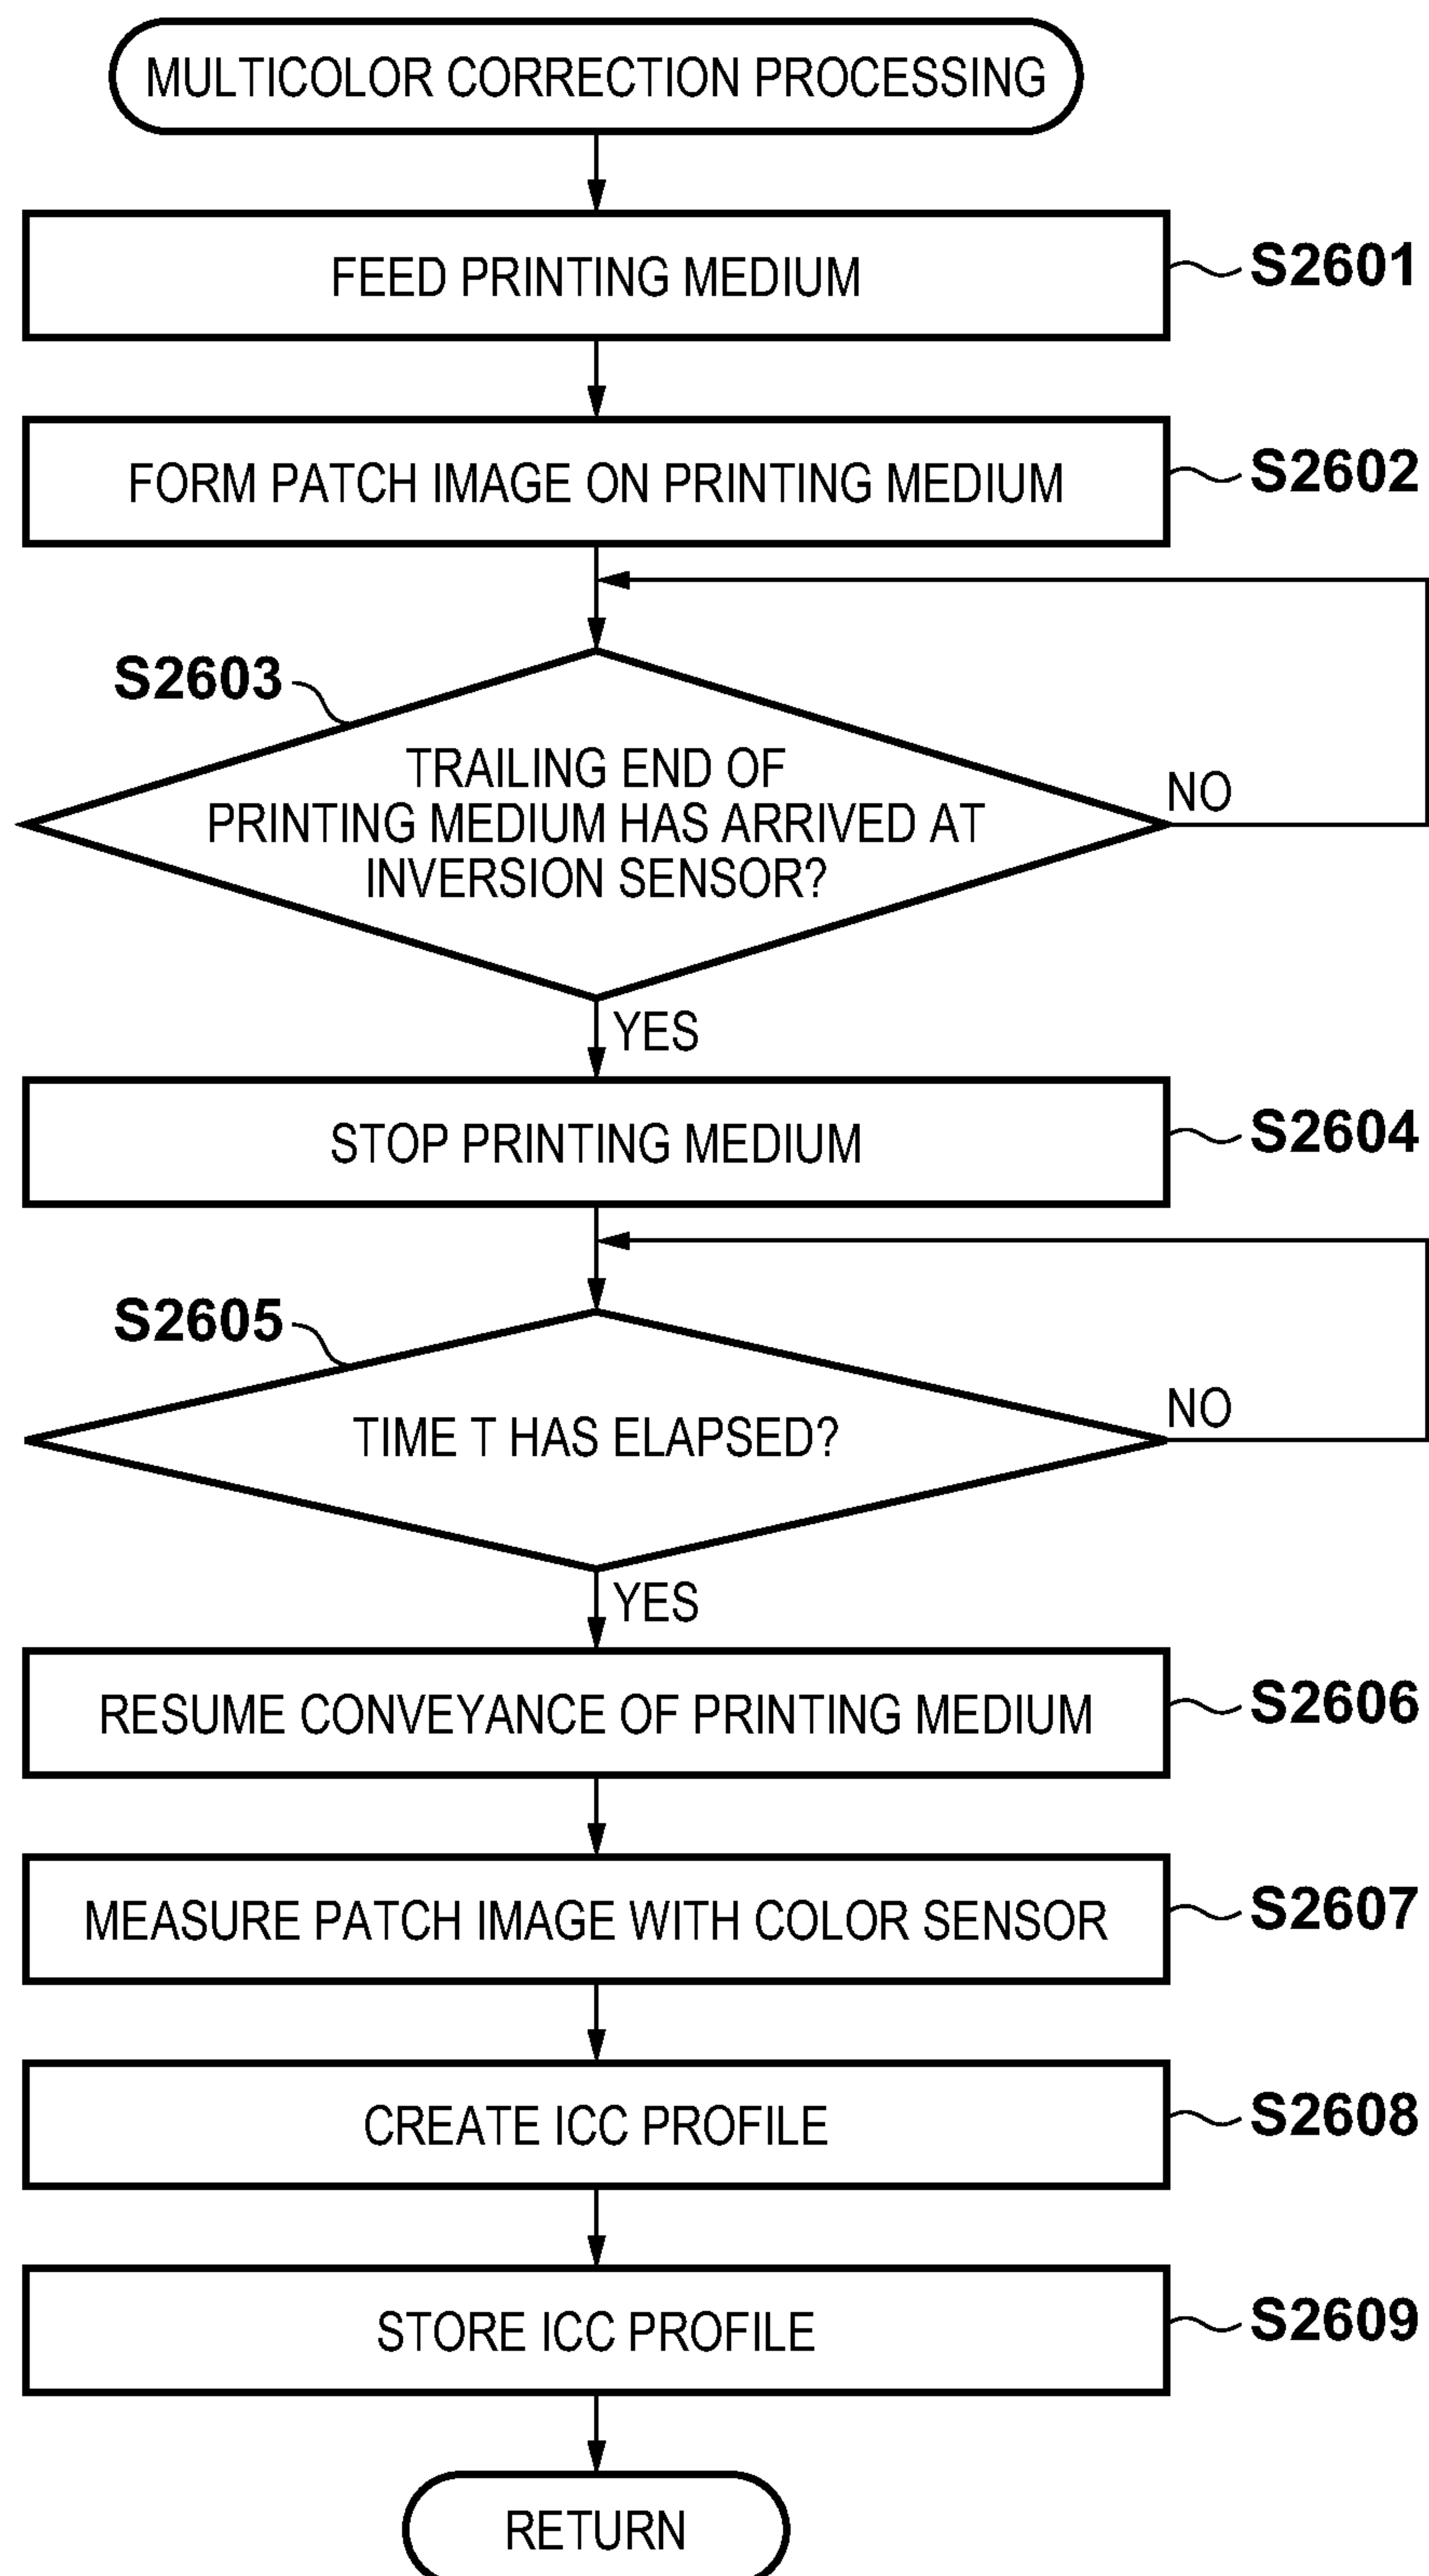 MULTICOLOR CORRECTION PROCESSING
FEED PRINTING MEDIUM
S2601
FORM PATCH IMAGE ON PRINTING MEDIUM
S2602
S2603
TRAILING END OF
PRINTING MEDIUM HAS ARRIVED AT
INVERSION SENSOR?
NO
YES
STOP PRINTING MEDIUM
S2604
S2605
TIME T HAS ELAPSED?
NO
YES
RESUME CONVEYANCE OF PRINTING MEDIUM
S2606
MEASURE PATCH IMAGE WITH COLOR SENSOR
S2607
CREATE ICC PROFILE
S2608
STORE ICC PROFILE
S2609
RETURN